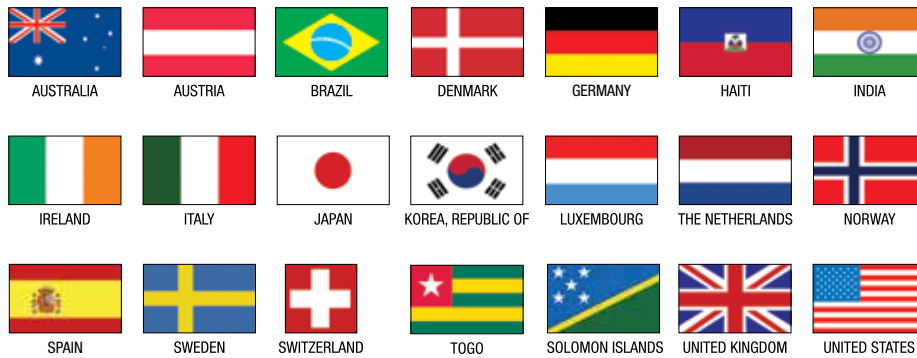 AUSTRALIA AUSTRIA BRAZIL DENMARK GERMANY HAITI INDIA
IRELAND ITALY JAPAN KOREA, REPUBLIC OF LUXEMBOURG THE NETHERLANDS NORWAY
SPAIN SWEDEN SWITZERLAND TOGO SOLOMON ISLANDS UNITED KINGDOM UNITED STATES